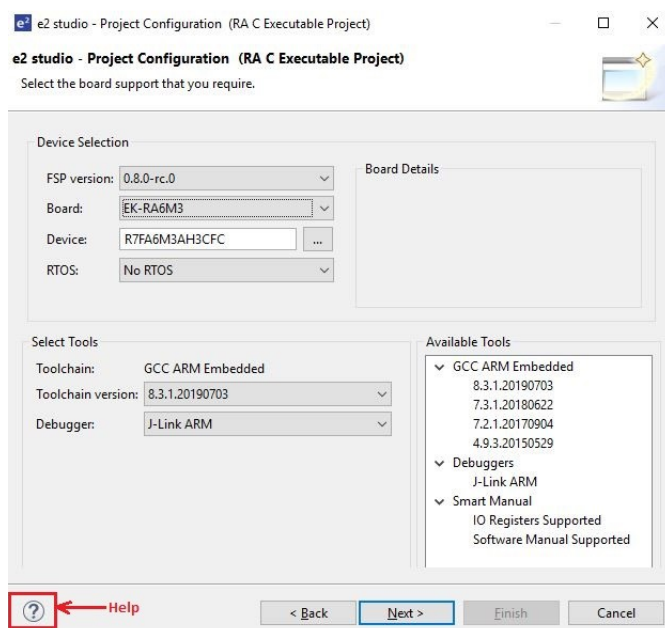 e² e2 studio - Project Configuration (RA C Executable Project)
e2 studio - Project Configuration (RA C Executable Project)
Select the board support that you require.
Device Selection
FSP version: 0.8.0-rc.0
Board: EK-RA6M3
Device: R7FA6M3AH3CFC ...
RTOS: No RTOS
Board Details
Select Tools
Toolchain: GCC ARM Embedded
Toolchain version: 8.3.1.20190703
Debugger: J-Link ARM
Available Tools
GCC ARM Embedded
8.3.1.20190703
7.3.1.20180622
7.2.1.20170904
4.9.3.20150529
Debuggers
J-Link ARM
Smart Manual
IO Registers Supported
Software Manual Supported
? Help < Back Next > Finish Cancel